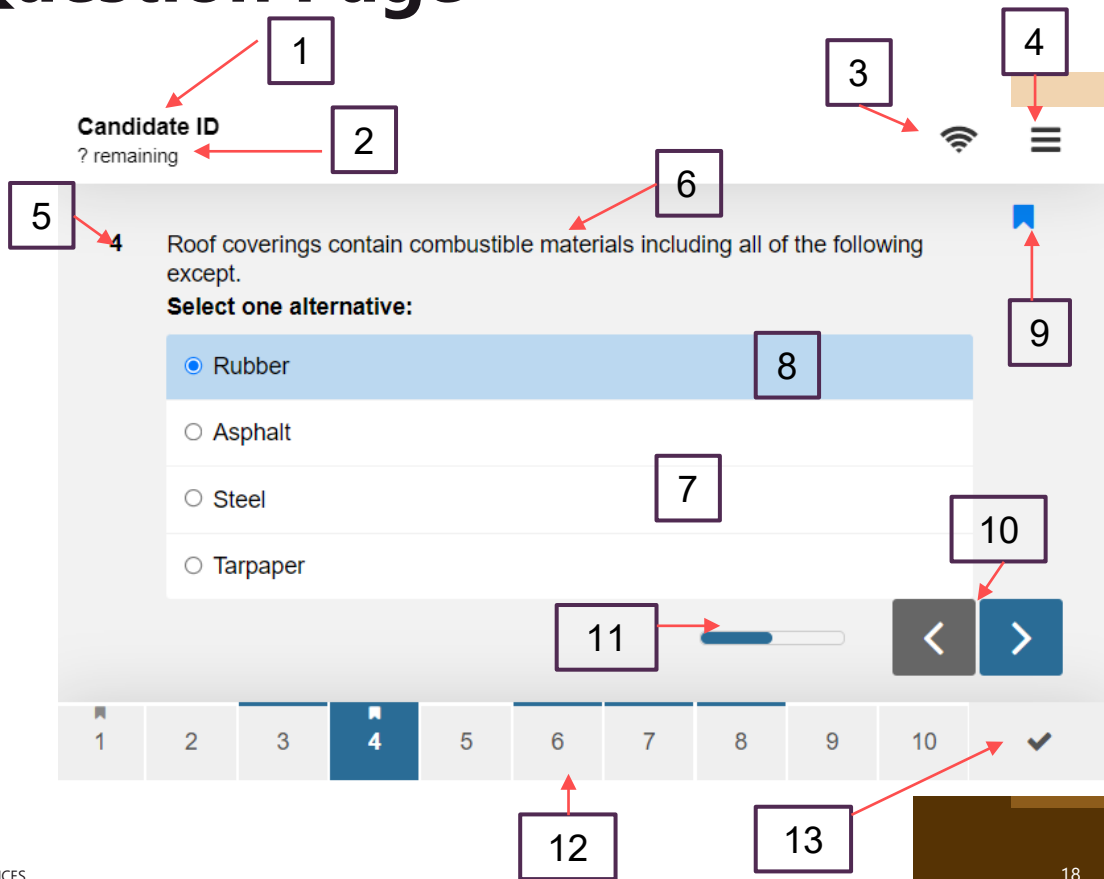 1
4
3
Candidate ID
2
? remaining
6
5
4
Roof coverings contain combustible materials including all of the following
except.
Select one alternative:
9
Rubber
8
Asphalt
Steel
7
10
Tarpaper
11
1 2 3 4 5 6 7 8 9 10
12
13
18